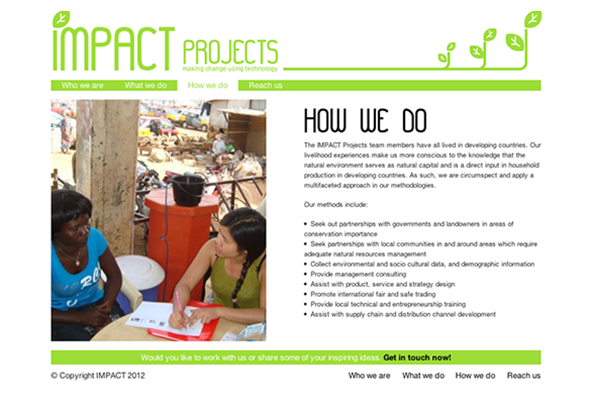 IMPACT PROJECTS
making change using technology
Who we are What we do How we do Reach us
HOW WE DO
The IMPACT Projects team members have all lived in developing countries. Our
livelihood experiences make us more conscious to the knowledge that the
natural environment serves as natural capital and is a direct input in household
production in developing countries. As such, we are circumspect and apply a
multifaceted approach in our methodologies.
Our methods include:
• Seek out partnerships with governments and landowners in areas of
conservation importance
• Seek partnerships with local communities in and around areas which require
adequate natural resources management
• Collect environmental and socio cultural data, and demographic information
• Provide management consulting
• Assist with product, service and strategy design
• Promote international fair and safe trading
• Provide local technical and entrepreneurship training
• Assist with supply chain and distribution channel development
Would you like to work with us or share some of your inspiring ideas Get in touch now!
© Copyright IMPACT 2012 Who we are What we do How we do Reach us